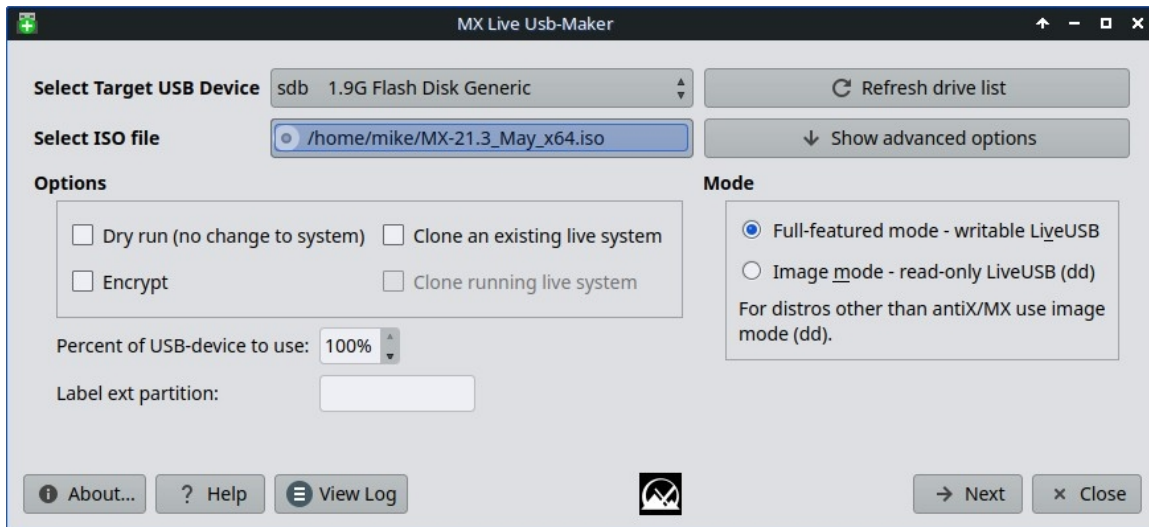 MX Live Usb-Maker
Select Target USB Device
sdb 1.9G Flash Disk Generic
Refresh drive list
Select ISO file
/home/mike/MX-21.3_May_x64.iso
Show advanced options
Options
Dry run (no change to system)
Clone an existing live system
Encrypt
Clone running live system
Percent of USB-device to use:
100%
Label ext partition:
Mode
Full-featured mode - writable LiveUSB
Image mode - read-only LiveUSB (dd)
For distros other than antiX/MX use image
mode (dd).
About...
? Help
View Log
Next
Close